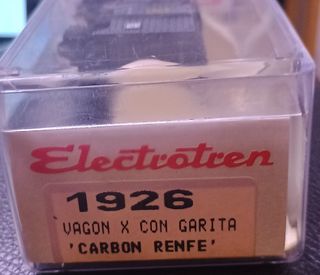 Electrotren
1926
VAGON X CON GARITA
'CARBON RENFE'